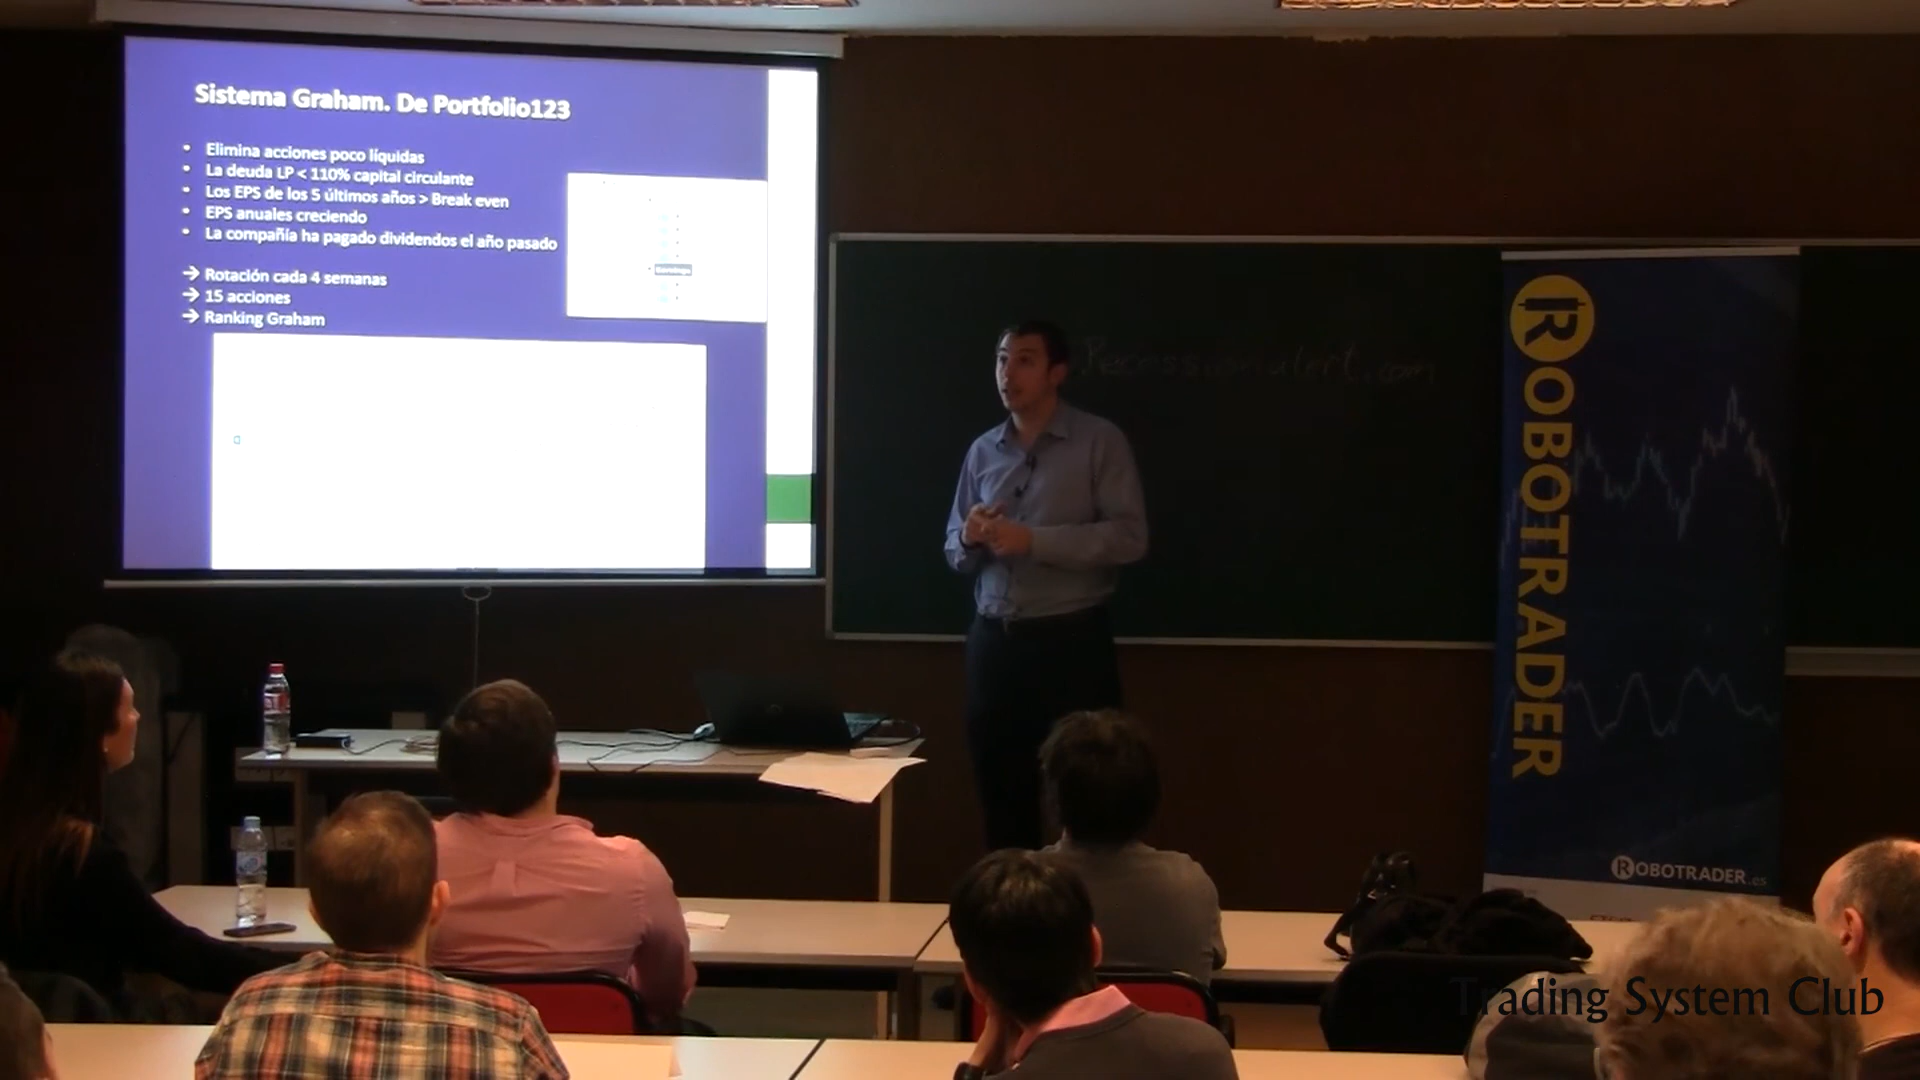 Sistema Graham. De Portfolio123
• Elimina acciones poco líquidas
• La deuda LP < 110% capital circulante
• Los EPS de los 5 últimos años > Break even
• EPS anuales creciendo
• La compañía ha pagado dividendos el año pasado
→ Rotación cada 4 semanas
→ 15 acciones
→ Ranking Graham
Recessionalert.com
ROBOTRADER
ROBOTRADER.es
Trading System Club